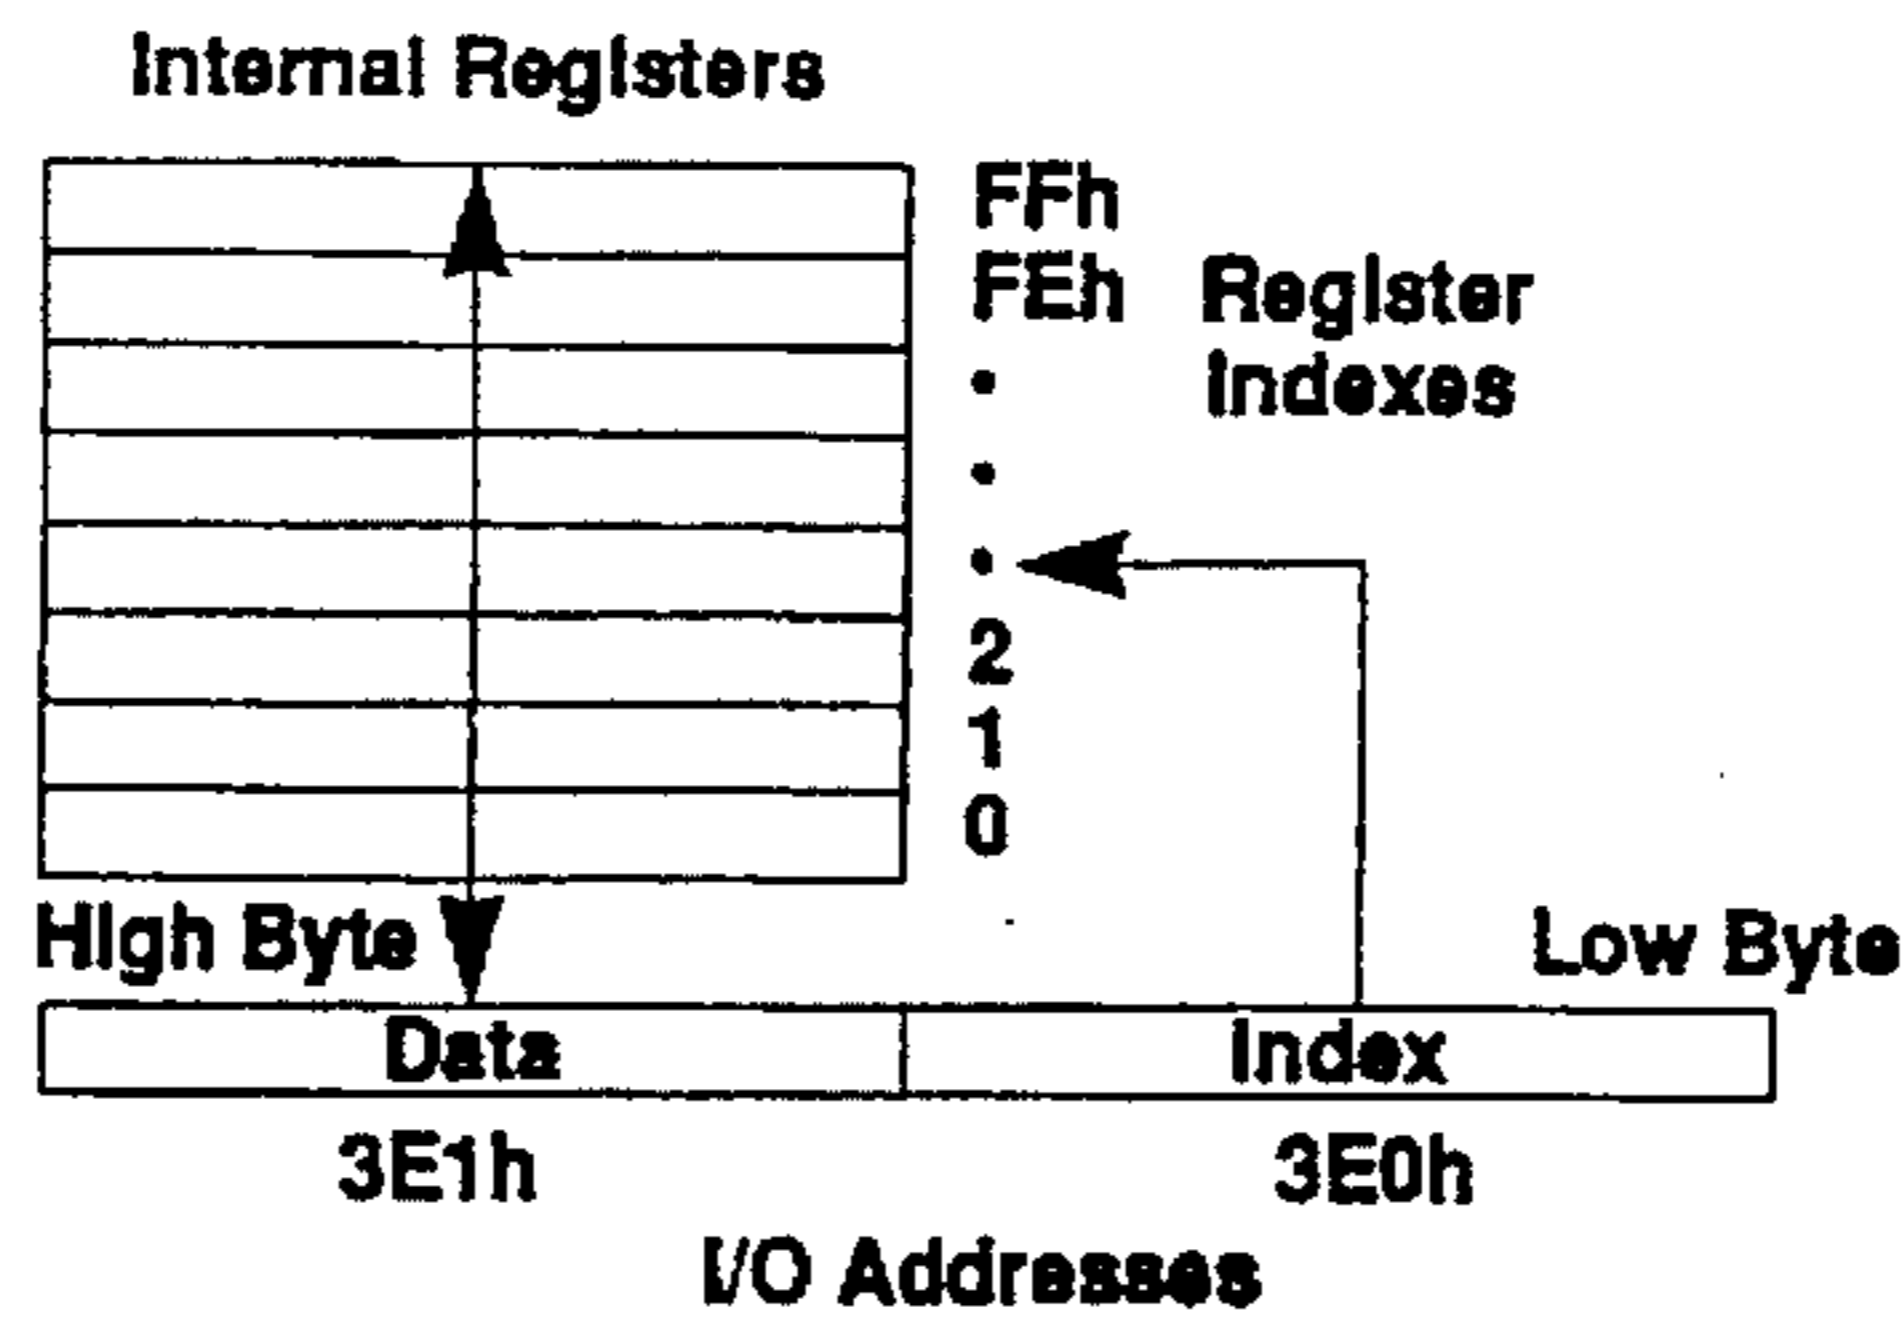 Internal Registers
FFh
FEh Register
Indexes
2
1
0
High Byte
Low Byte
Data
Index
3E1h
3E0h
I/O Addresses